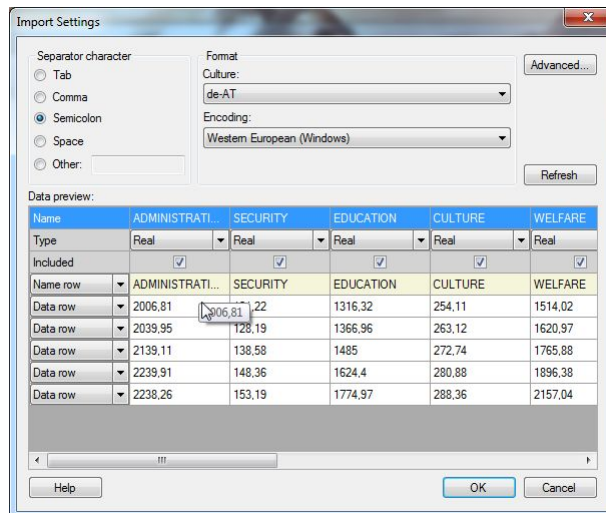 Import Settings
Separator character
Tab
Comma
Semicolon
Space
Other:
Format
Culture:
de-AT
Encoding:
Western European (Windows)
Advanced...
Refresh
Data preview:
Name ADMINISTRATI... SECURITY EDUCATION CULTURE WELFARE
Type Real Real Real Real Real
Included
Name row ADMINISTRATI... SECURITY EDUCATION CULTURE WELFARE
Data row 2006,81 ,22 1316,32 254,11 1514,02
006,81
Data row 2039,95 128,19 1366,96 263,12 1620,97
Data row 2139,11 138,58 1485 272,74 1765,88
Data row 2239,91 148,36 1624,4 280,88 1896,38
Data row 2238,26 153,19 1774,97 288,36 2157,04
Help OK Cancel